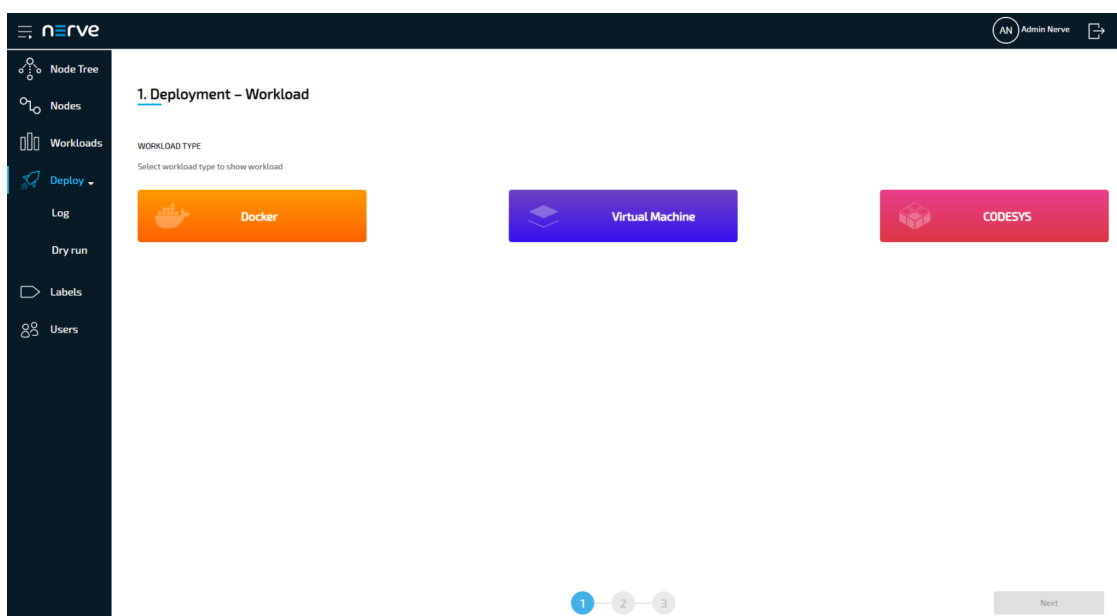 nerve
AN Admin Nerve
Node Tree
Nodes
Workloads
Deploy
Log
Dry run
Labels
Users
1. Deployment – Workload
WORKLOAD TYPE
Select workload type to show workload
Docker
Virtual Machine
CODESYS
1 2 3
Next